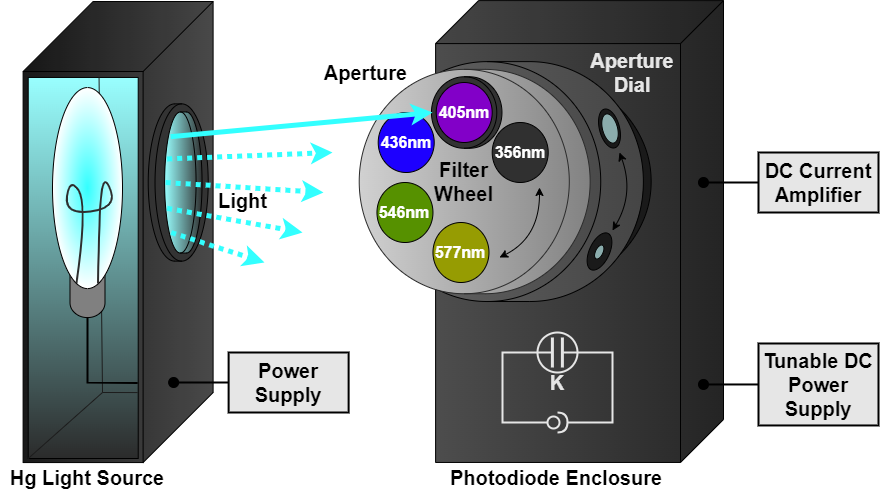 Aperture
Aperture
Dial
405nm
436nm
356nm
Filter
Wheel
546nm
577nm
Light
DC Current
Amplifier
Power
Supply
K
Tunable DC
Power
Supply
Hg Light Source
Photodiode Enclosure